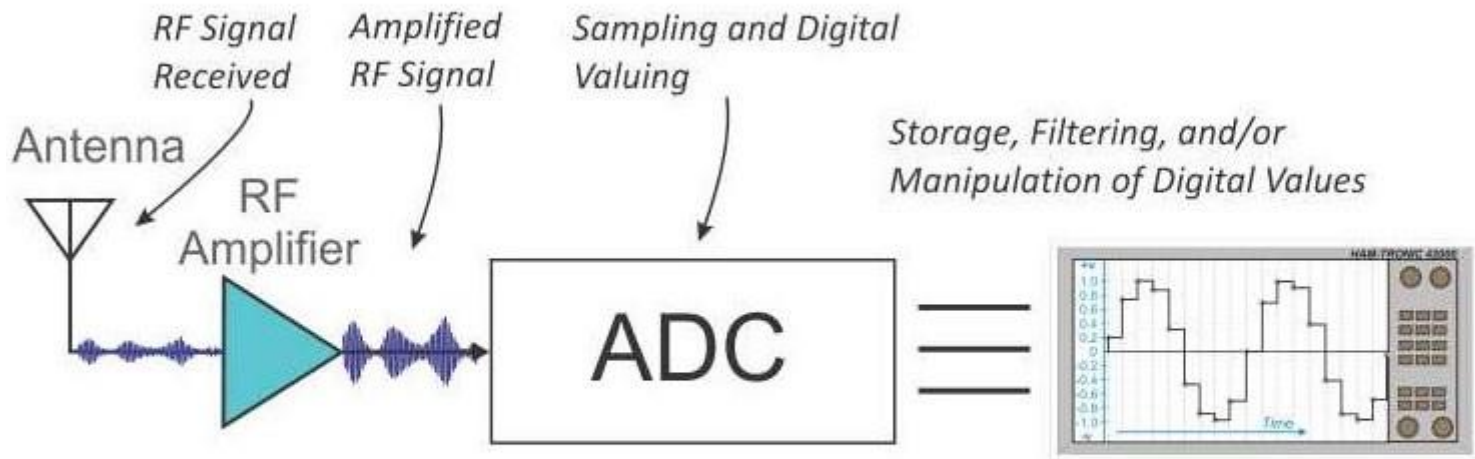 RF Signal
Received
Amplified
RF Signal
Sampling and Digital
Valuing
Storage, Filtering, and/or
Manipulation of Digital Values
Antenna
RF
Amplifier
ADC
HAM-TRONIC
+V
1.0
0.8
0.6
0.4
0.2
0
-0.2
-0.4
-0.6
-0.8
-1.0
-V
Time